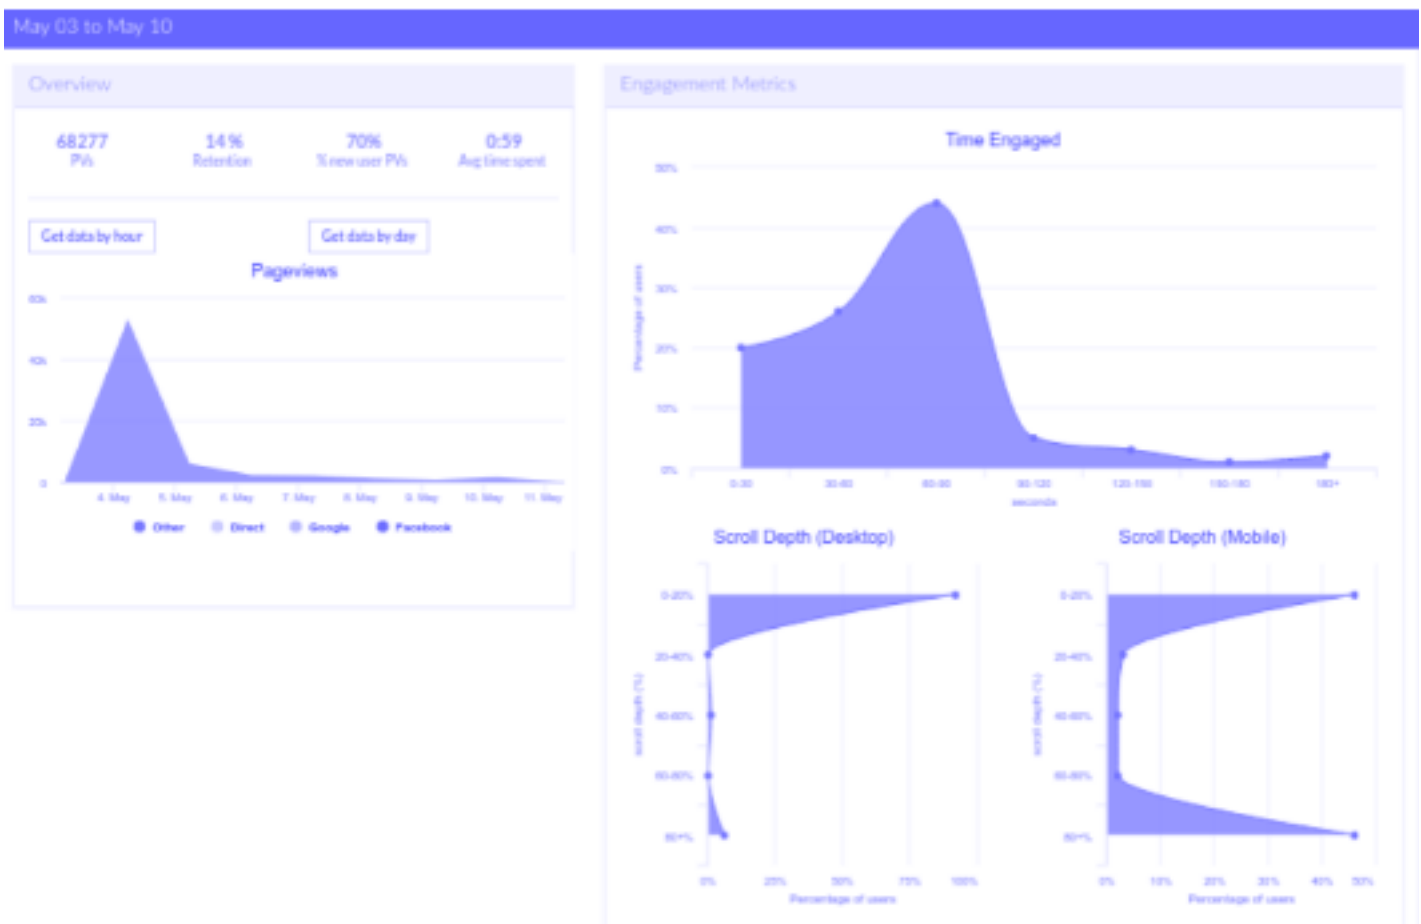 May 03 to May 10
Overview
68277 14% 70% 0:59
PVs Retention % new user PVs Avg time spent
Get data by hour Get data by day
Pageviews
60k
40k
20k
0
4. May 5. May 6. May 7. May 8. May 9. May 10. May 11. May
Other Direct Google Facebook
Engagement Metrics
Time Engaged
Percentage of users
50%
40%
30%
20%
10%
0%
0-30 30-60 60-90 90-120 120-150 150-180 180+
seconds
Scroll Depth (Desktop)
scroll depth (%)
0-20%
20-40%
40-60%
60-80%
80+%
0% 25% 50% 75% 100%
Percentage of users
Scroll Depth (Mobile)
scroll depth (%)
0-20%
20-40%
40-60%
60-80%
80+%
0% 10% 20% 30% 40% 50%
Percentage of users